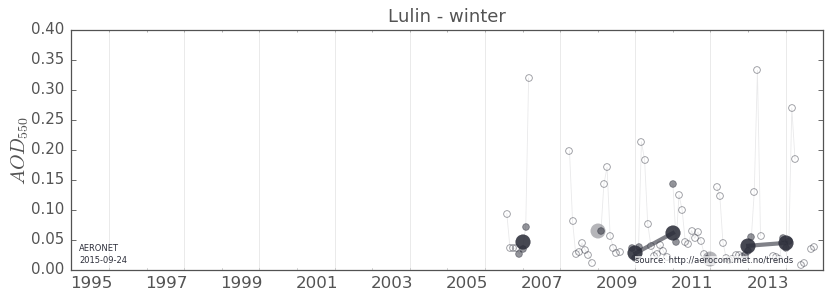 Lulin - winter
0.40
0.35
0.30
0.25
0.20
0.15
0.10
0.05
0.00
AOD550
AERONET
2015-09-24
source: http://aerocom.met.no/trends
1995 1997 1999 2001 2003 2005 2006 2009 2011 2013